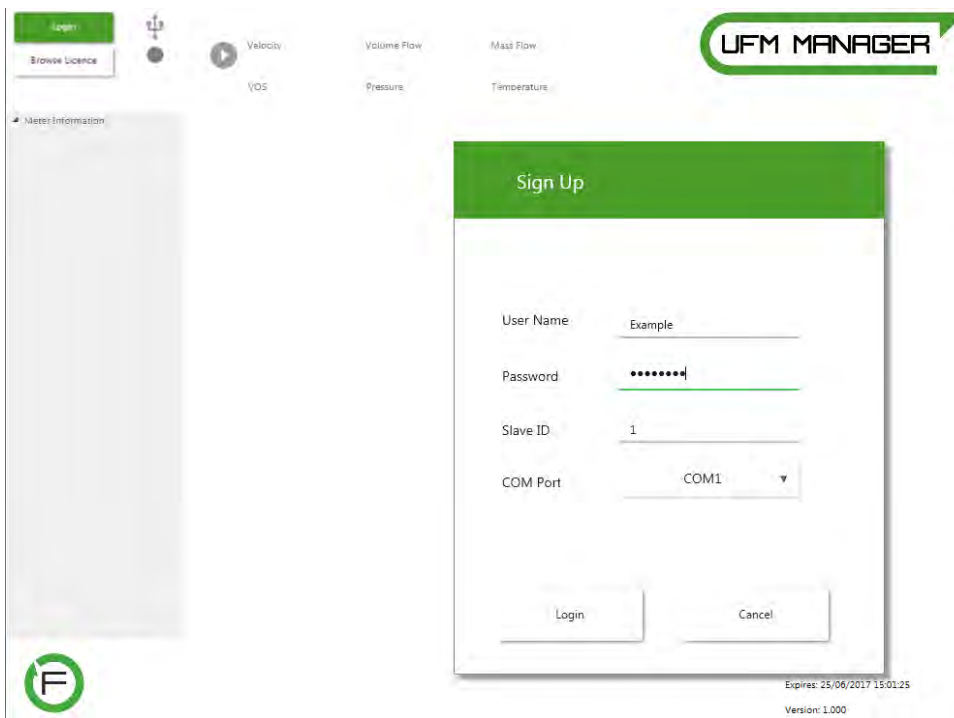 Login
Browse Licence
Velocity
Volume Flow
Mass Flow
VOS
Pressure
Temperature
UFM MANAGER
Meter Information
Sign Up
User Name
Example
Password
••••••••
Slave ID
1
COM Port
COM1
Login
Cancel
F
Expires: 25/06/2017 15:01:25
Version: 1.000